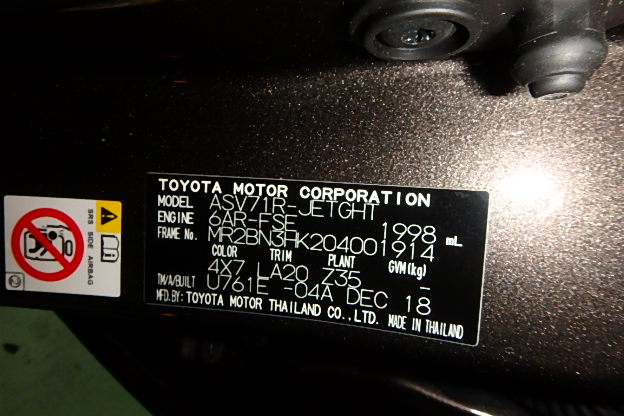 TOYOTA MOTOR CORPORATION
MODEL ASV71R-JETGHT
ENGINE 6AR-FSE 1998 mL
FRAME No. MR2BN3HK204001914
COLOR TRIM PLANT GVM(kg)
4X7 LA20 Z35 -
TM/A/BUILT U761E -04A DEC 18
MFD.BY: TOYOTA MOTOR THAILAND CO., LTD. MADE IN THAILAND
SRS SIDE AIRBAG